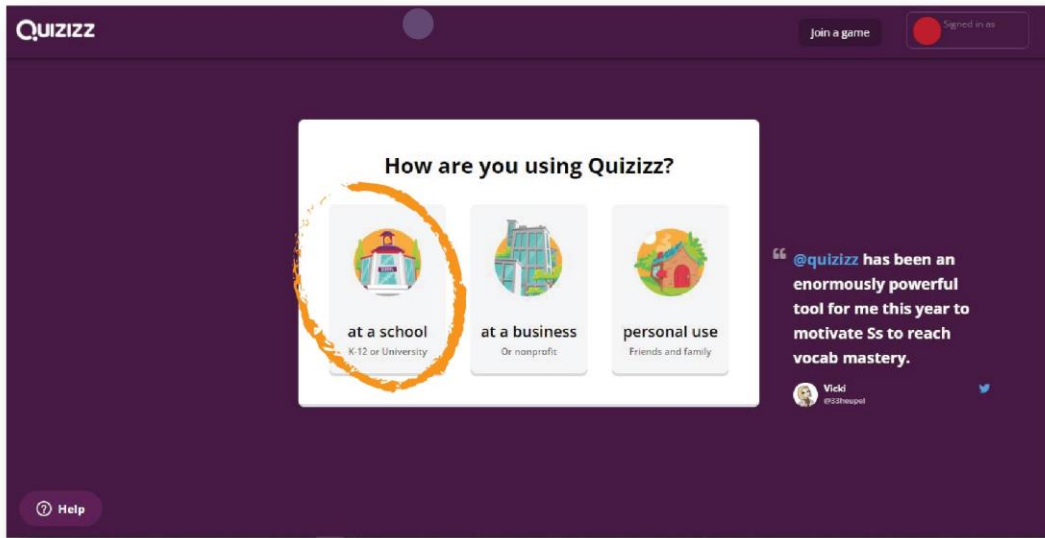 Quizizz
Join a game
Signed in as
How are you using Quizizz?
at a school
K-12 or University
at a business
Or nonprofit
personal use
Friends and family
“ @quizizz has been an
enormously powerful
tool for me this year to
motivate Ss to reach
vocab mastery.
Vicki
@33heupel
Help